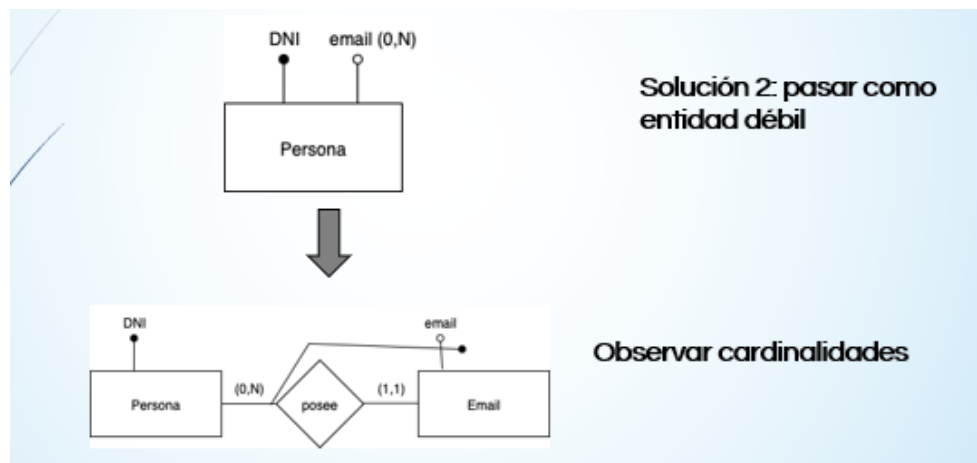 DNI email (0,N)
Persona
Solución 2: pasar como
entidad débil
DNI
email
Persona
(0,N)
posee
(1,1)
Email
Observar cardinalidades